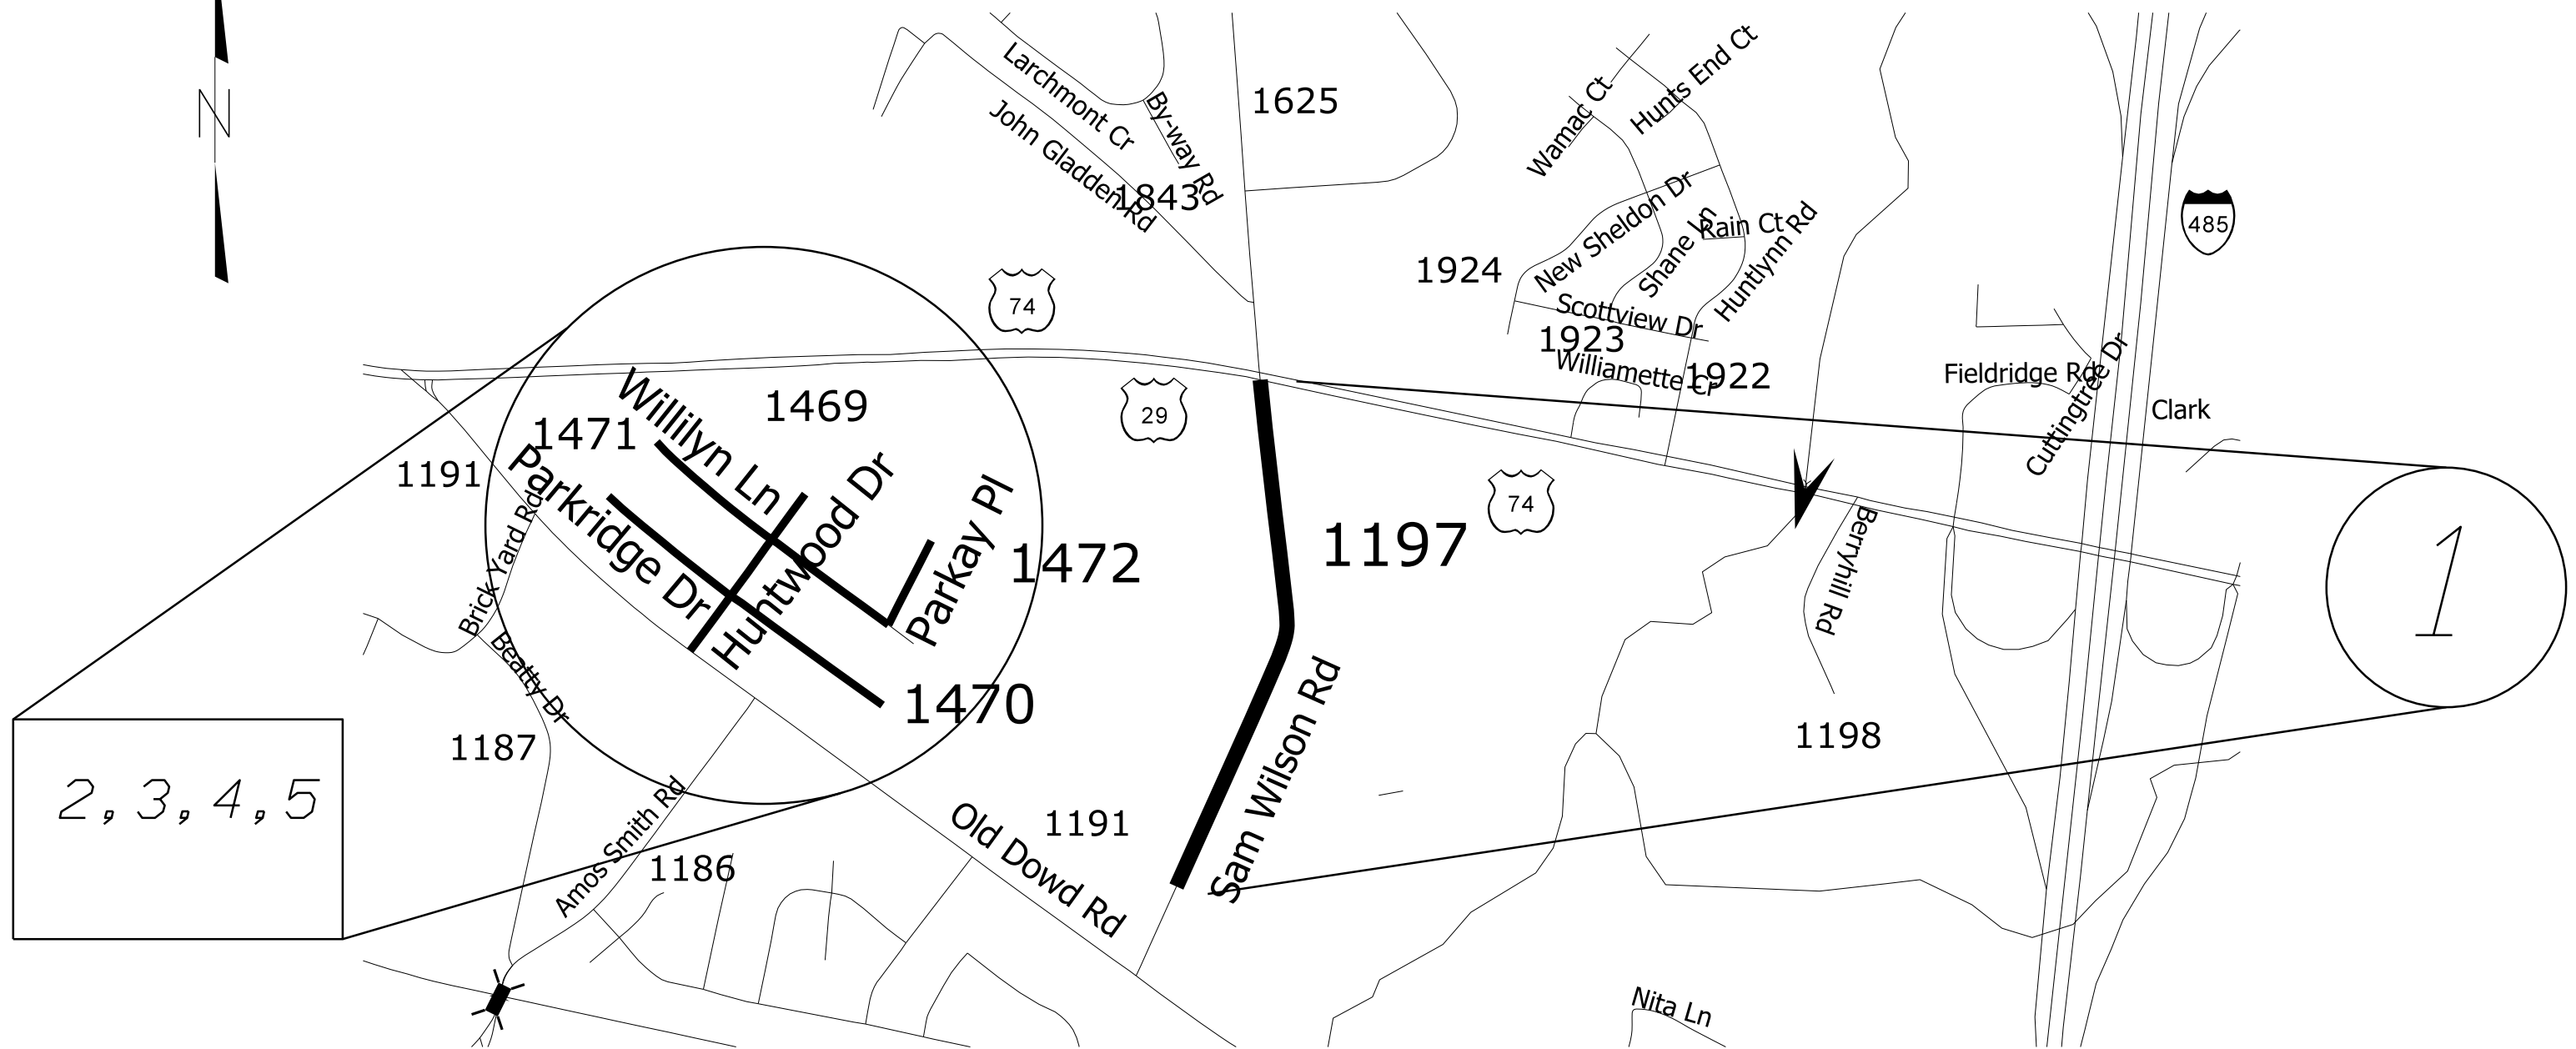 N
Larchmont Cr
John Gladden Rd
By-way Rd
1843
1625
Wamac Ct
Hunts End Ct
New Sheldon Dr
Shane Ln
Rain Ct
Huntlynn Rd
1924
Scottview Dr
1923
Williamette Cr
1922
485
74
29
74
Fieldridge Rd
Cuttingtree Dr
Clark
1469
1471
Willilyn Ln
Parkridge Dr
Huntwood Dr
Parkay Pl
1472
1470
1191
Brick Yard Rd
Beatty Dr
1187
1197
Sam Wilson Rd
Berryhill Rd
1198
1
2,3,4,5
Amos Smith Rd
1186
Old Dowd Rd
1191
Nita Ln